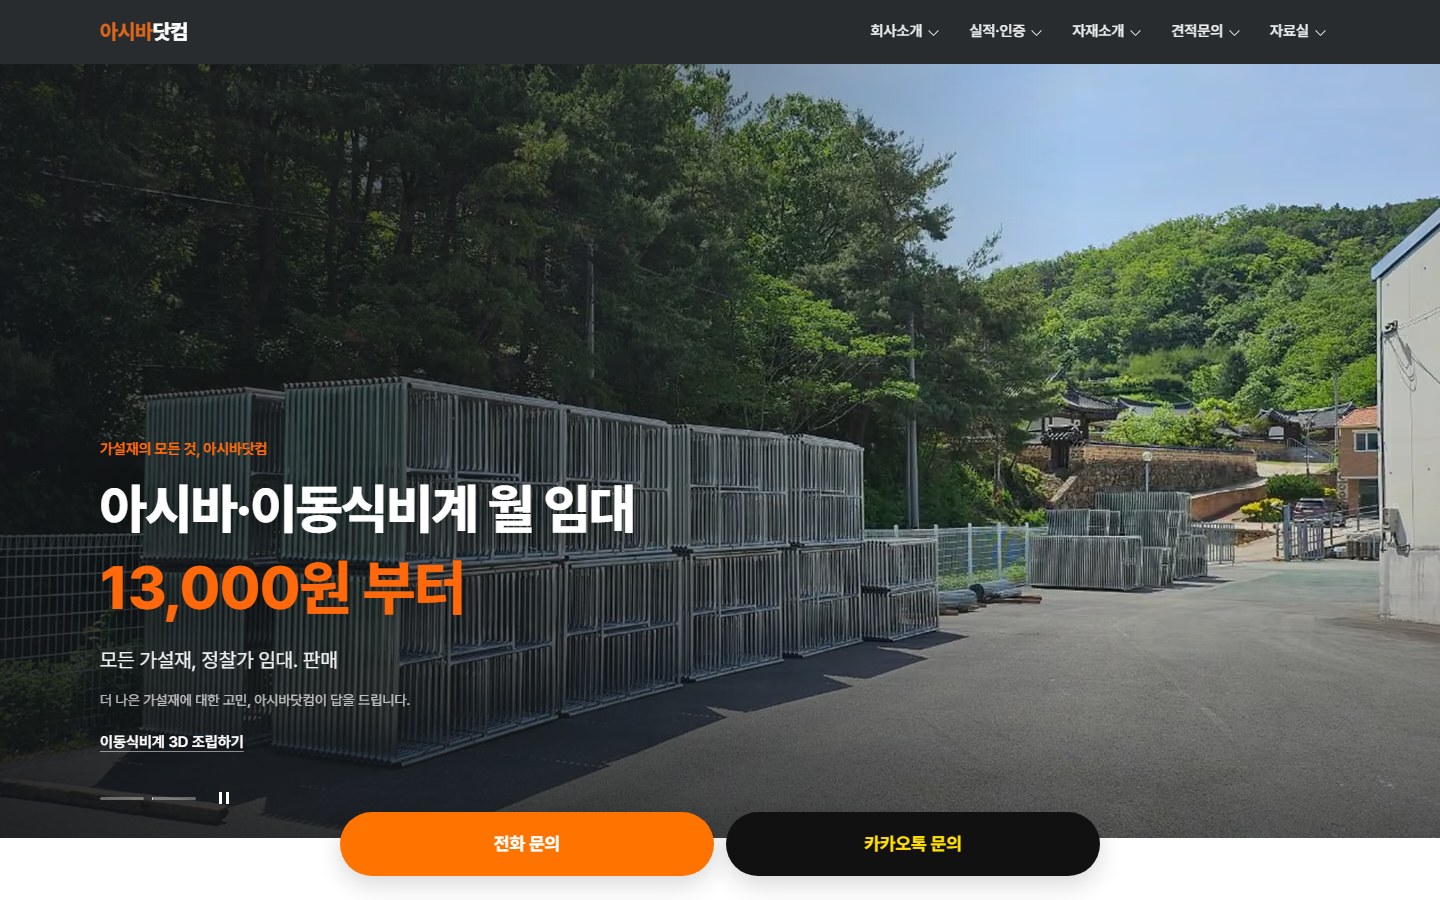 아시바닷컴
회사소개
실적·인증
자재소개
견적문의
자료실
가설재의 모든 것, 아시바닷컴
아시바·이동식비계 월 임대
13,000원 부터
모든 가설재, 정찰가 임대. 판매
더 나은 가설재에 대한 고민, 아시바닷컴이 답을 드립니다.
이동식비계 3D 조립하기
전화 문의
카카오톡 문의